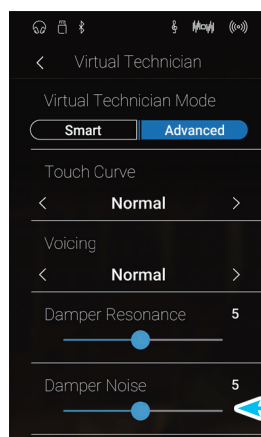 Virtual Technician
Virtual Technician Mode
Smart Advanced
Touch Curve
Normal
Voicing
Normal
Damper Resonance 5
Damper Noise 5